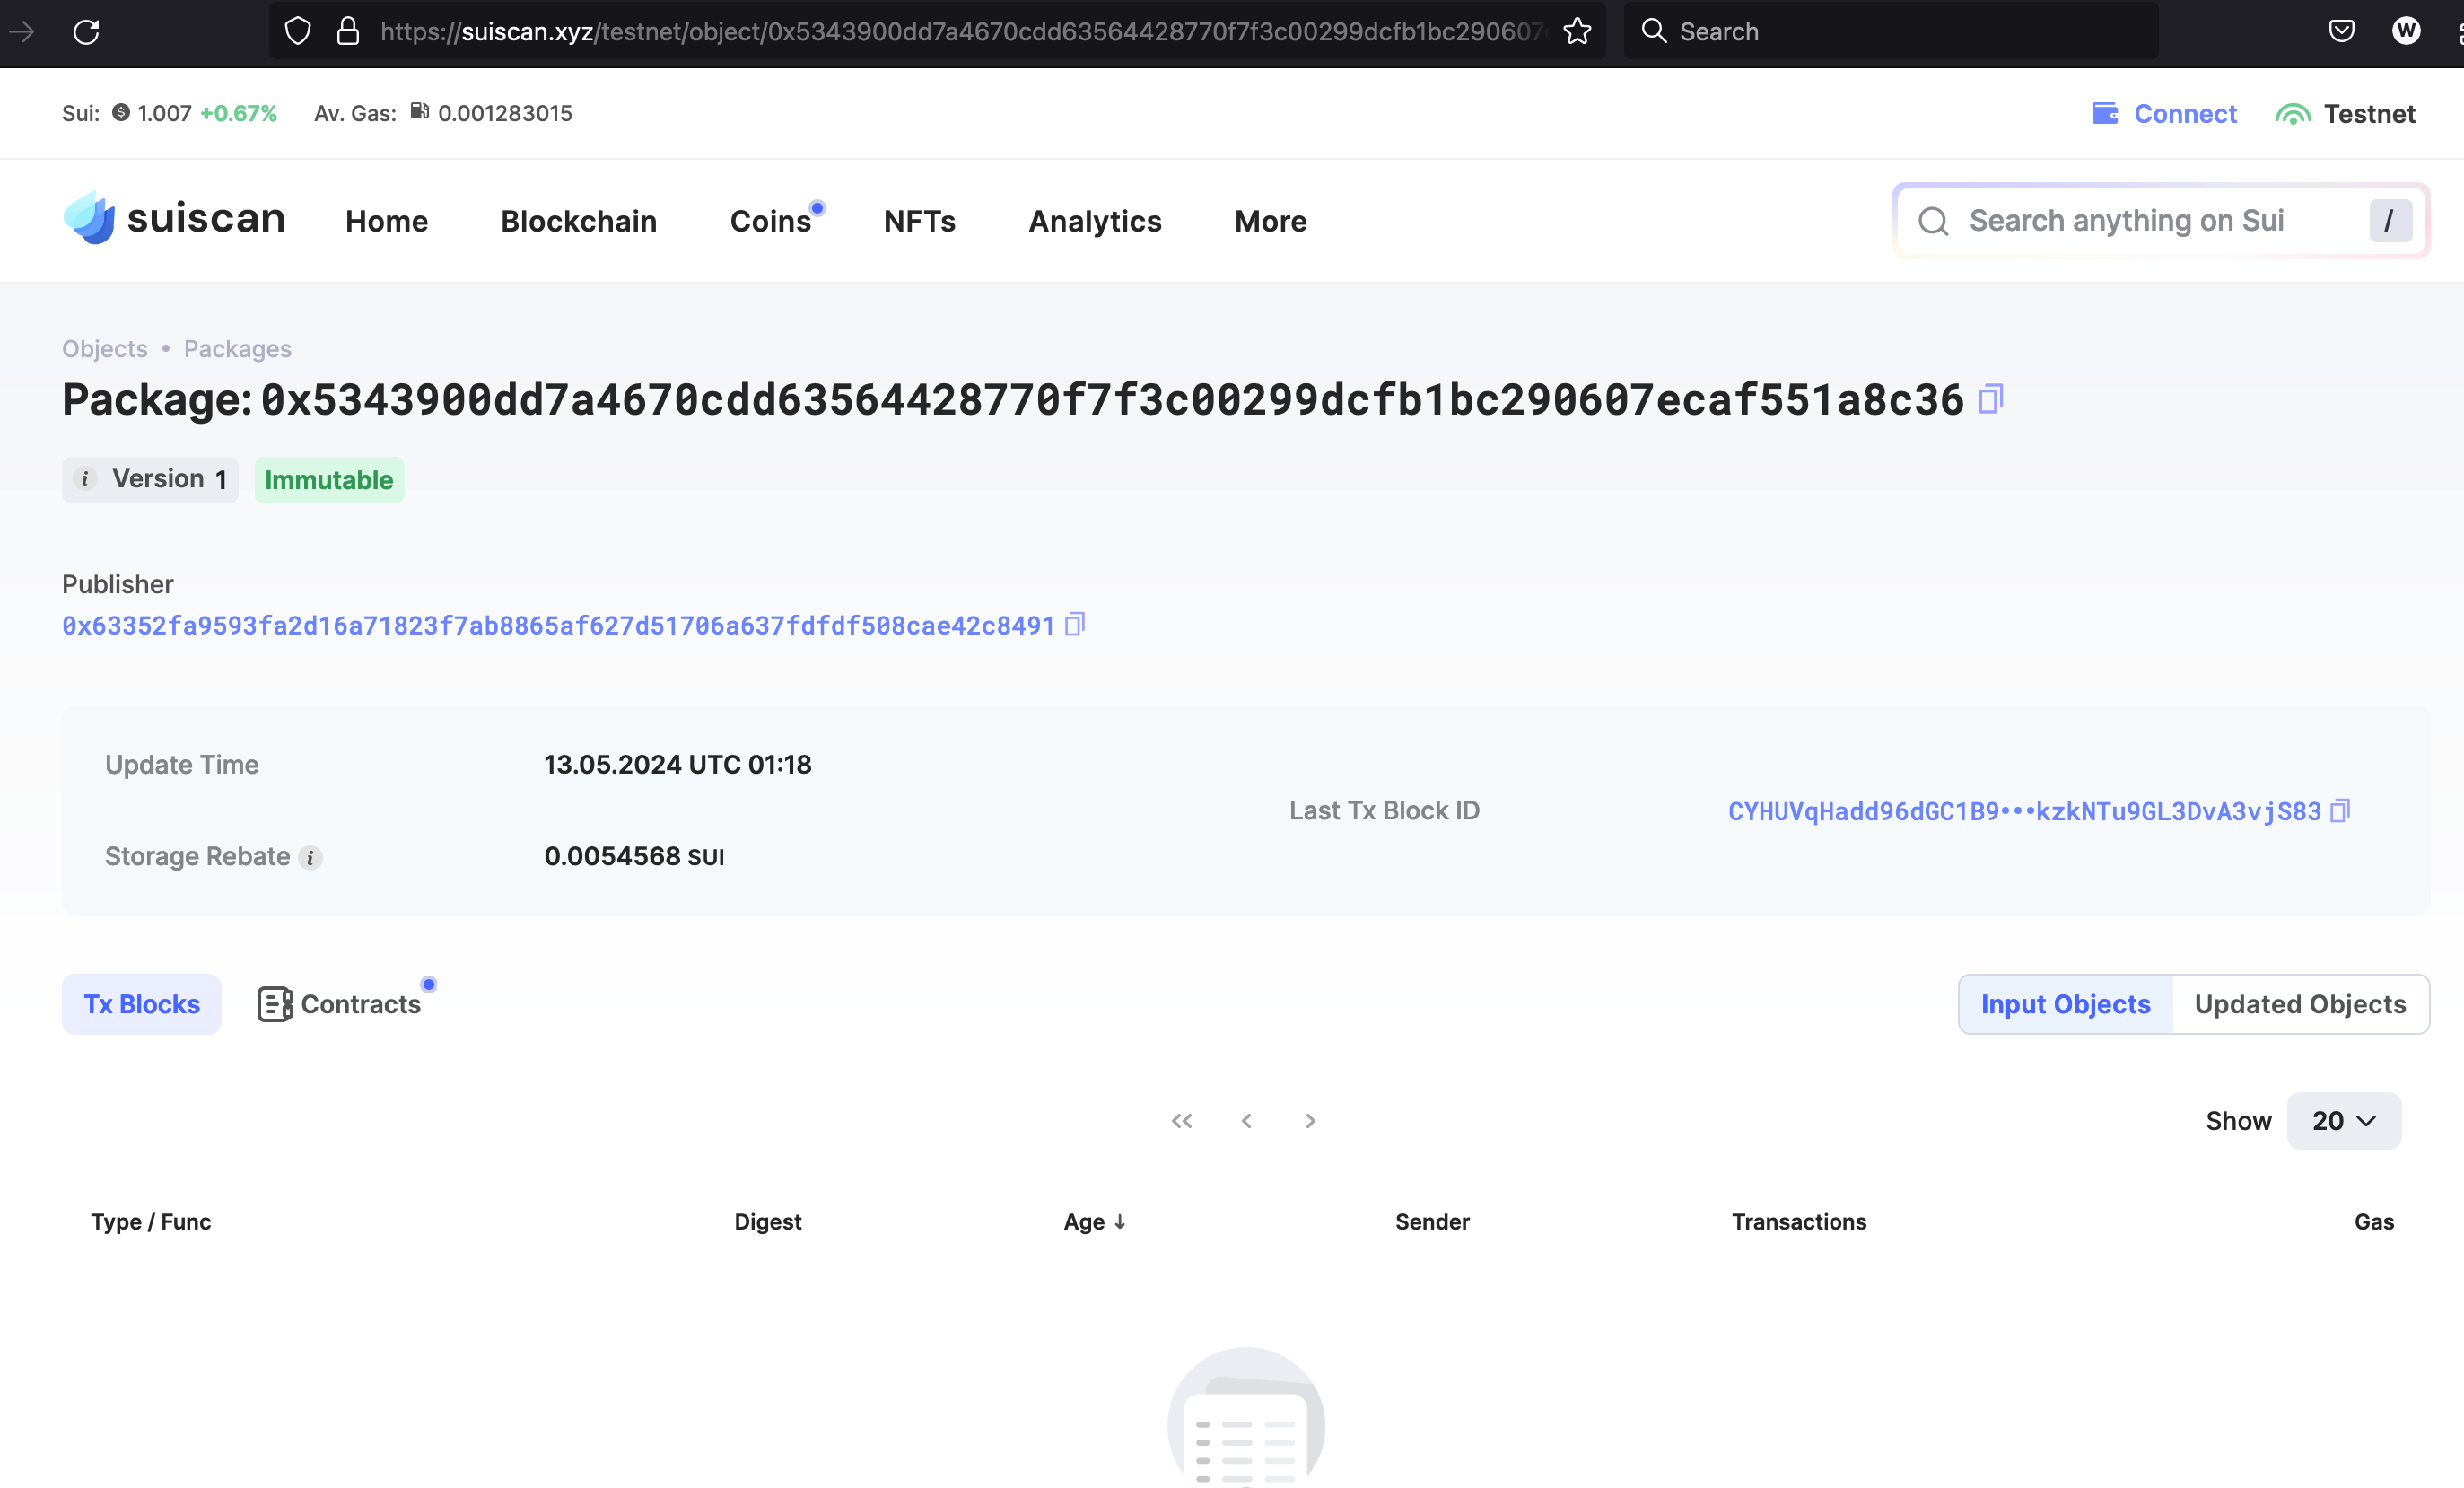 https://suiscan.xyz/testnet/object/0x5343900dd7a4670cdd63564428770f7f3c00299dcfb1bc290607
Search
W
Sui: $ 1.007 +0.67% Av. Gas: 0.001283015
Connect
Testnet
suiscan
Home
Blockchain
Coins
NFTs
Analytics
More
Search anything on Sui /
Objects • Packages
Package: 0x5343900dd7a4670cdd63564428770f7f3c00299dcfb1bc290607ecaf551a8c36
i Version 1
Immutable
Publisher
0x63352fa9593fa2d16a71823f7ab8865af627d51706a637fdfdf508cae42c8491
Update Time 13.05.2024 UTC 01:18
Storage Rebate i 0.0054568 SUI
Last Tx Block ID CYHUVqHadd96dGC1B9•••kzkNTu9GL3DvA3vjS83
Tx Blocks
Contracts
Input Objects
Updated Objects
Show 20
Type / Func Digest Age ↓ Sender Transactions Gas